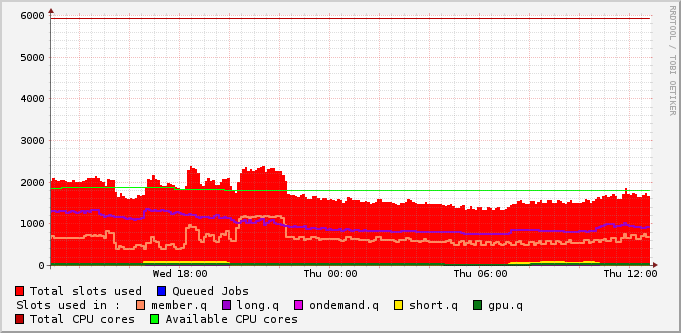 RRDTOOL / TOBI OETIKER
6000
5000
4000
3000
2000
1000
0
Wed 18:00 Thu 00:00 Thu 06:00 Thu 12:00
Total slots used Queued Jobs
Slots used in : member.q long.q ondemand.q short.q gpu.q
Total CPU cores Available CPU cores